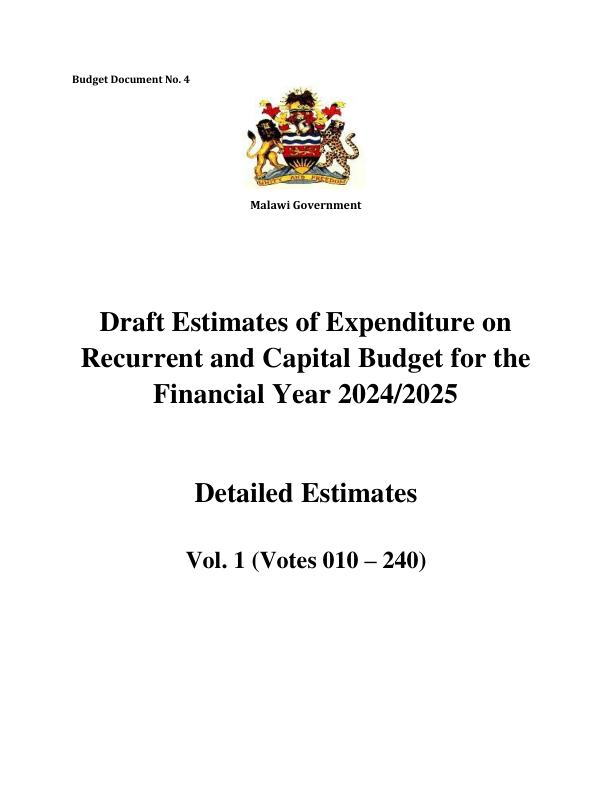 Budget Document No. 4
UNITY AND FREEDOM
Malawi Government
Draft Estimates of Expenditure on
Recurrent and Capital Budget for the
Financial Year 2024/2025
Detailed Estimates
Vol. 1 (Votes 010 – 240)